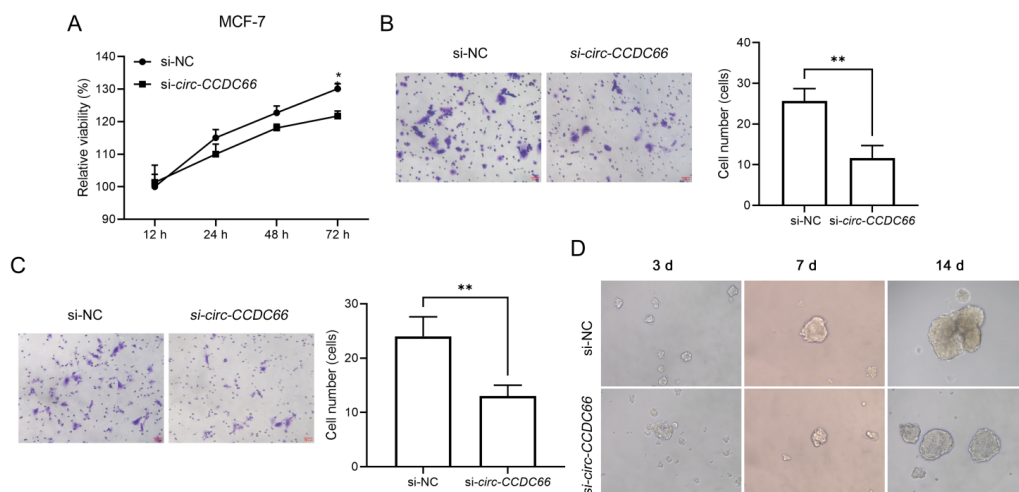 A
MCF-7
si-NC
si-circ-CCDC66
Relative viability (%)
140
130
120
110
100
90
*
12 h
24 h
48 h
72 h
B
si-NC
si-circ-CCDC66
Cell number (cells)
40
30
20
10
0
**
si-NC
si-circ-CCDC66
C
si-NC
si-circ-CCDC66
Cell number (cells)
30
20
10
0
**
si-NC
si-circ-CCDC66
D
3 d
7 d
14 d
si-NC
si-circ-CCDC66